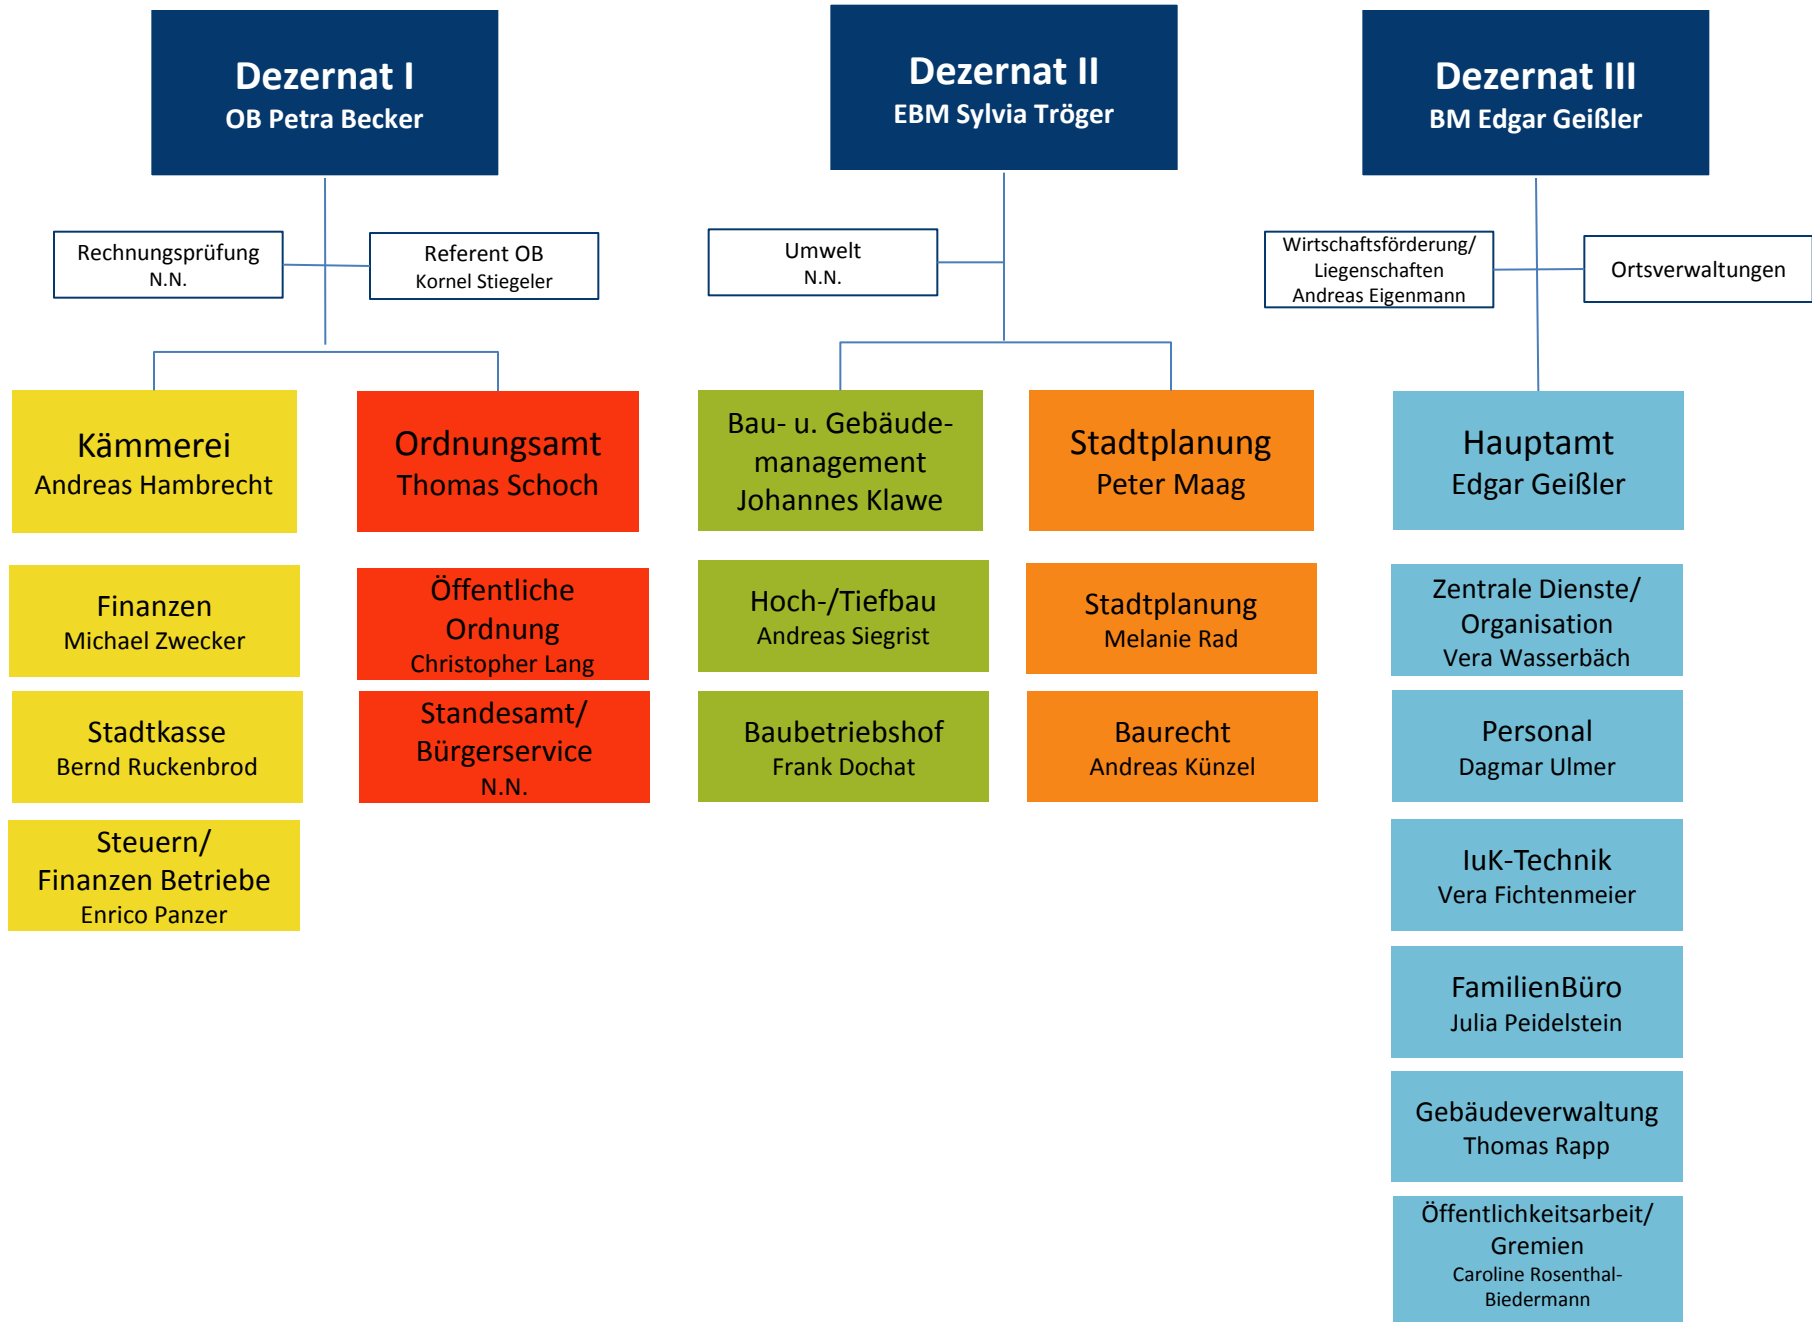 Dezernat I
OB Petra Becker
Rechnungsprüfung
N.N.
Referent OB
Kornel Stiegeler
Kämmerei
Andreas Hambrecht
Finanzen
Michael Zwecker
Stadtkasse
Bernd Ruckenbrod
Steuern/
Finanzen Betriebe
Enrico Panzer
Ordnungsamt
Thomas Schoch
Öffentliche
Ordnung
Christopher Lang
Standesamt/
Bürgerservice
N.N.
Dezernat II
EBM Sylvia Tröger
Umwelt
N.N.
Bau- u. Gebäude-
management
Johannes Klawe
Hoch-/Tiefbau
Andreas Siegrist
Baubetriebshof
Frank Dochat
Stadtplanung
Peter Maag
Stadtplanung
Melanie Rad
Baurecht
Andreas Künzel
Dezernat III
BM Edgar Geißler
Wirtschaftsförderung/
Liegenschaften
Andreas Eigenmann
Ortsverwaltungen
Hauptamt
Edgar Geißler
Zentrale Dienste/
Organisation
Vera Wasserbäch
Personal
Dagmar Ulmer
IuK-Technik
Vera Fichtenmeier
FamilienBüro
Julia Peidelstein
Gebäudeverwaltung
Thomas Rapp
Öffentlichkeitsarbeit/
Gremien
Caroline Rosenthal-
Biedermann